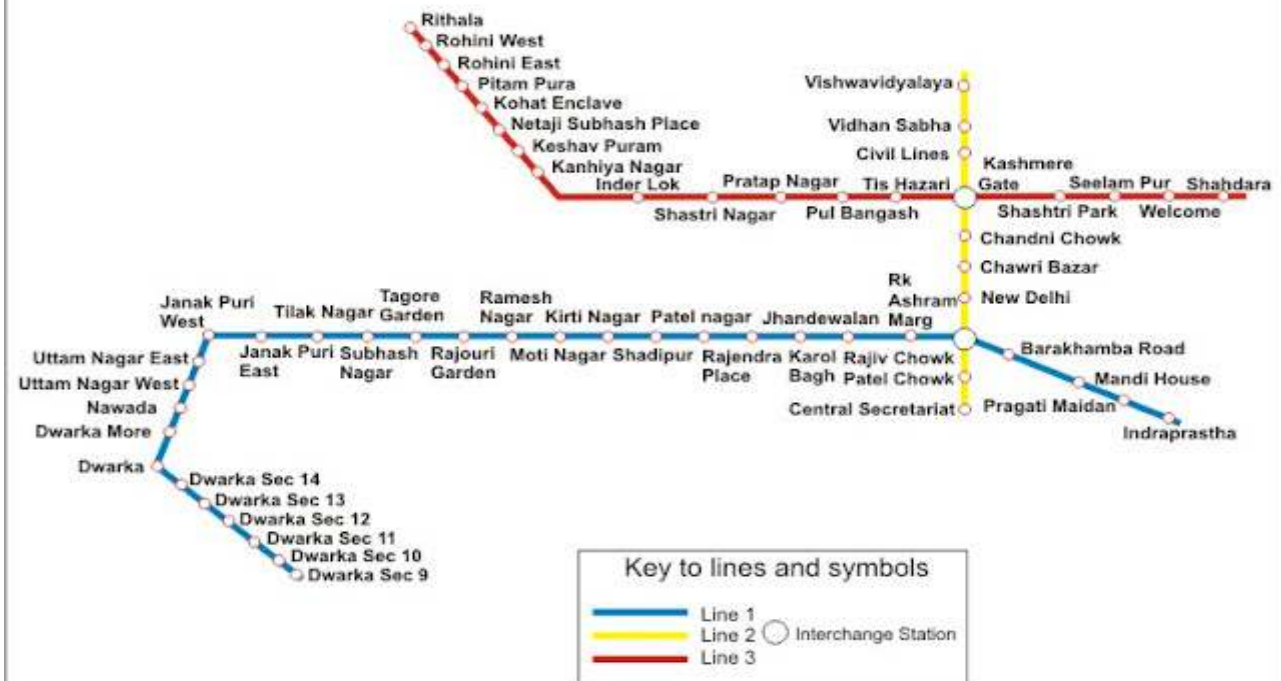 Rithala
Rohini West
Rohini East
Pitam Pura
Kohat Enclave
Netaji Subhash Place
Keshav Puram
Kanhiya Nagar
Inder Lok
Shastri Nagar
Pratap Nagar
Pul Bangash
Tis Hazari
Kashmere
Gate
Shashtri Park
Seelam Pur
Welcome
Shahdara
Vishwavidyalaya
Vidhan Sabha
Civil Lines
Chandni Chowk
Chawri Bazar
New Delhi
Rajiv Chowk
Patel Chowk
Central Secretariat
Janak Puri
West
Janak Puri
East
Tilak Nagar
Subhash
Nagar
Tagore
Garden
Rajouri
Garden
Ramesh
Nagar
Moti Nagar
Kirti Nagar
Shadipur
Patel nagar
Rajendra
Place
Karol
Bagh
Jhandewalan
Rk
Ashram
Marg
Barakhamba Road
Mandi House
Pragati Maidan
Indraprastha
Uttam Nagar East
Uttam Nagar West
Nawada
Dwarka More
Dwarka
Dwarka Sec 14
Dwarka Sec 13
Dwarka Sec 12
Dwarka Sec 11
Dwarka Sec 10
Dwarka Sec 9
Key to lines and symbols
Line 1
Line 2
Line 3
Interchange Station